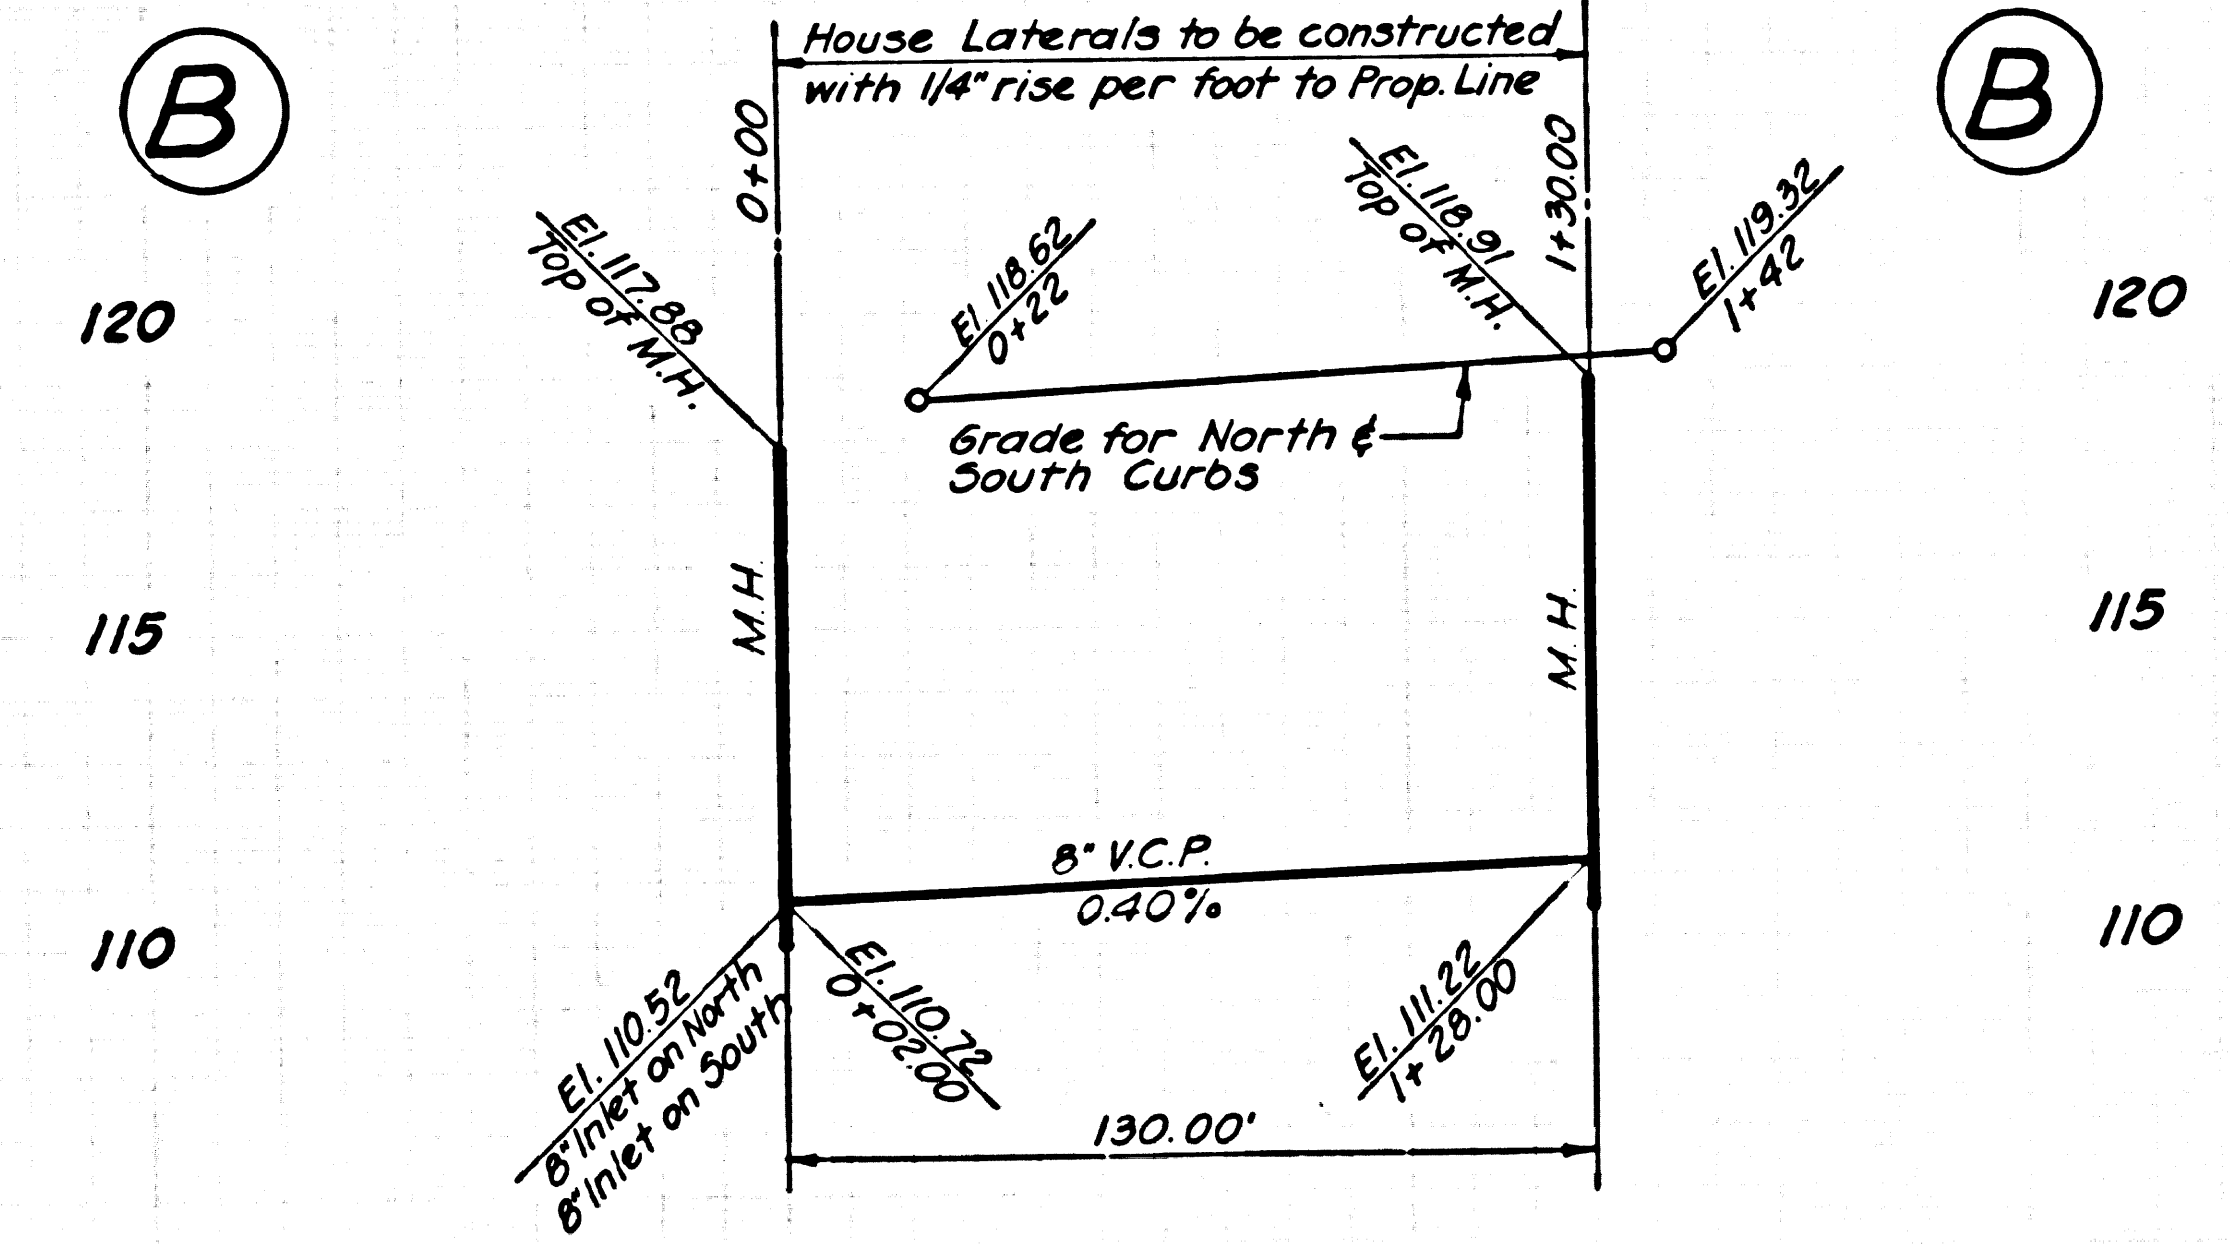 B
B
House Laterals to be constructed
with 1/4" rise per foot to Prop. Line
0+00
1+30.00
El. 117.88
Top of M.H.
El. 118.62
0+22
El. 118.91
Top of M.H.
El. 119.32
1+42
120
120
Grade for North &
South Curbs
115
115
M.H.
M.H.
8" V.C.P.
0.40%
110
110
El. 110.52
8" Inlet on North
8" Inlet on South
El. 110.72
0+02.00
El. 111.22
1+28.00
130.00'